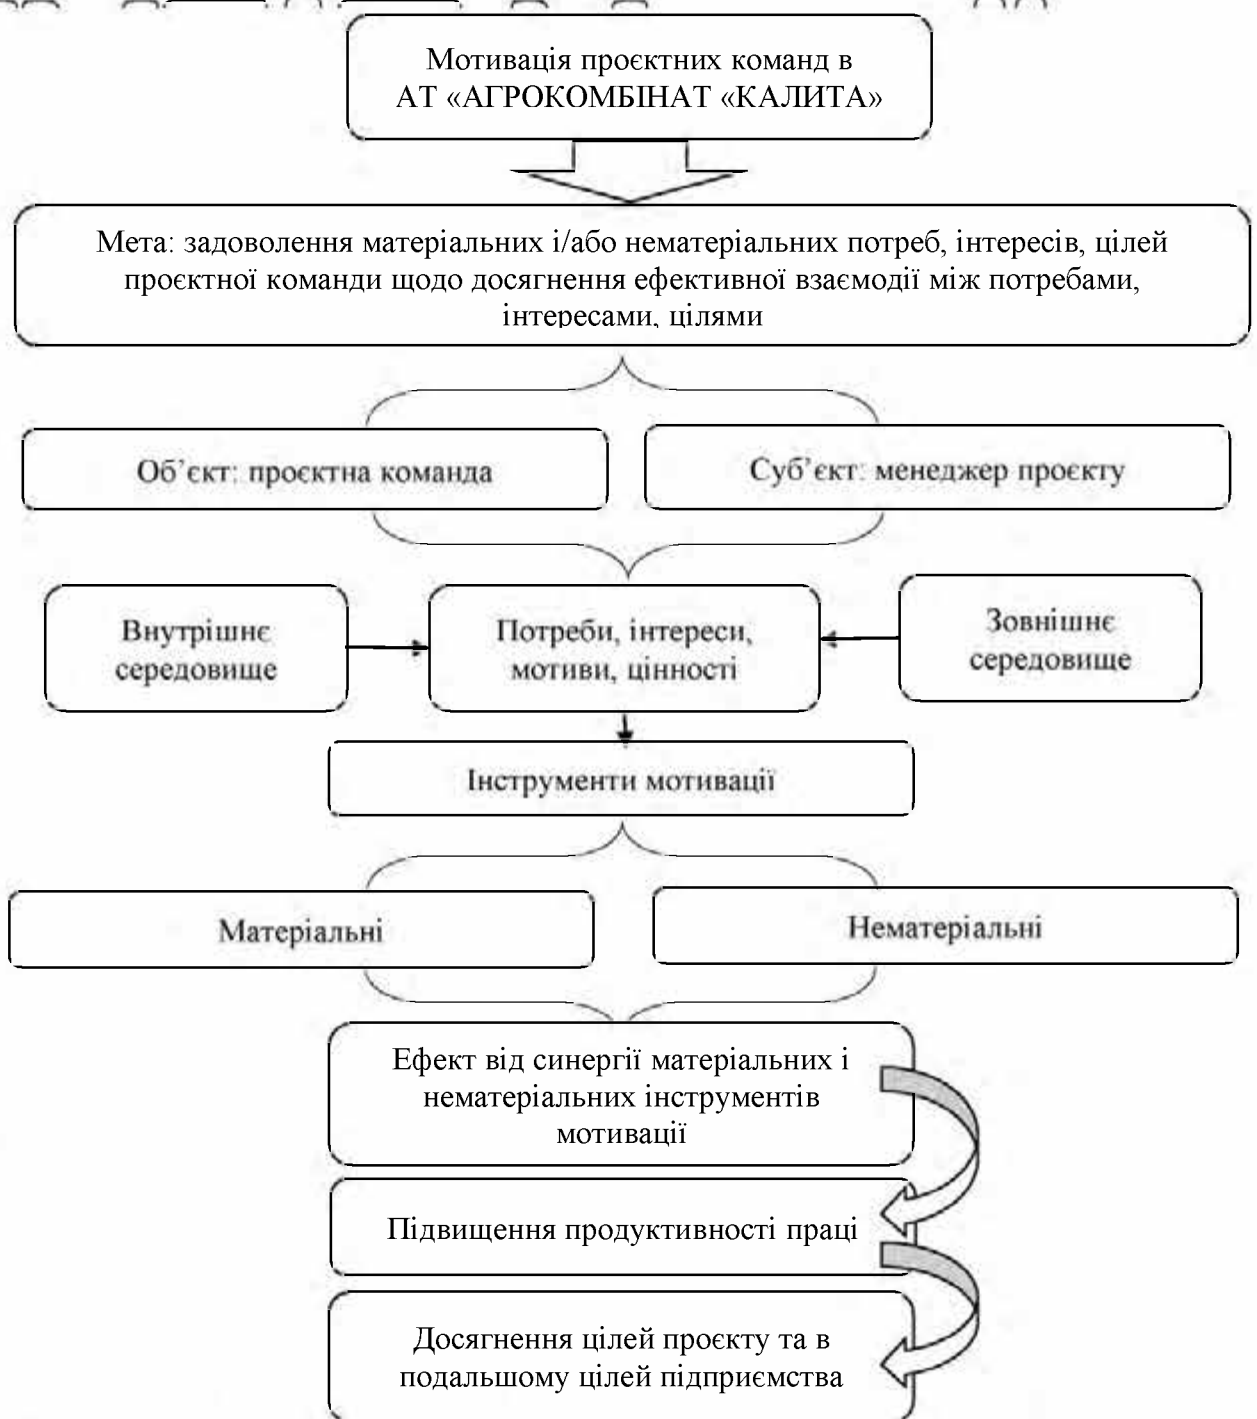 Мотивація проєктних команд в
АТ «АГРОКОМБІНАТ «КАЛИТА»
Мета: задоволення матеріальних і/або нематеріальних потреб, інтересів, цілей
проєктної команди щодо досягнення ефективної взаємодії між потребами,
інтересами, цілями
Об’єкт: проєктна команда
Суб’єкт: менеджер проєкту
Внутрішнє
середовище
Потреби, інтереси,
мотиви, цінності
Зовнішнє
середовище
Інструменти мотивації
Матеріальні
Нематеріальні
Ефект від синергії матеріальних і
нематеріальних інструментів
мотивації
Підвищення продуктивності праці
Досягнення цілей проєкту та в
подальшому цілей підприємства